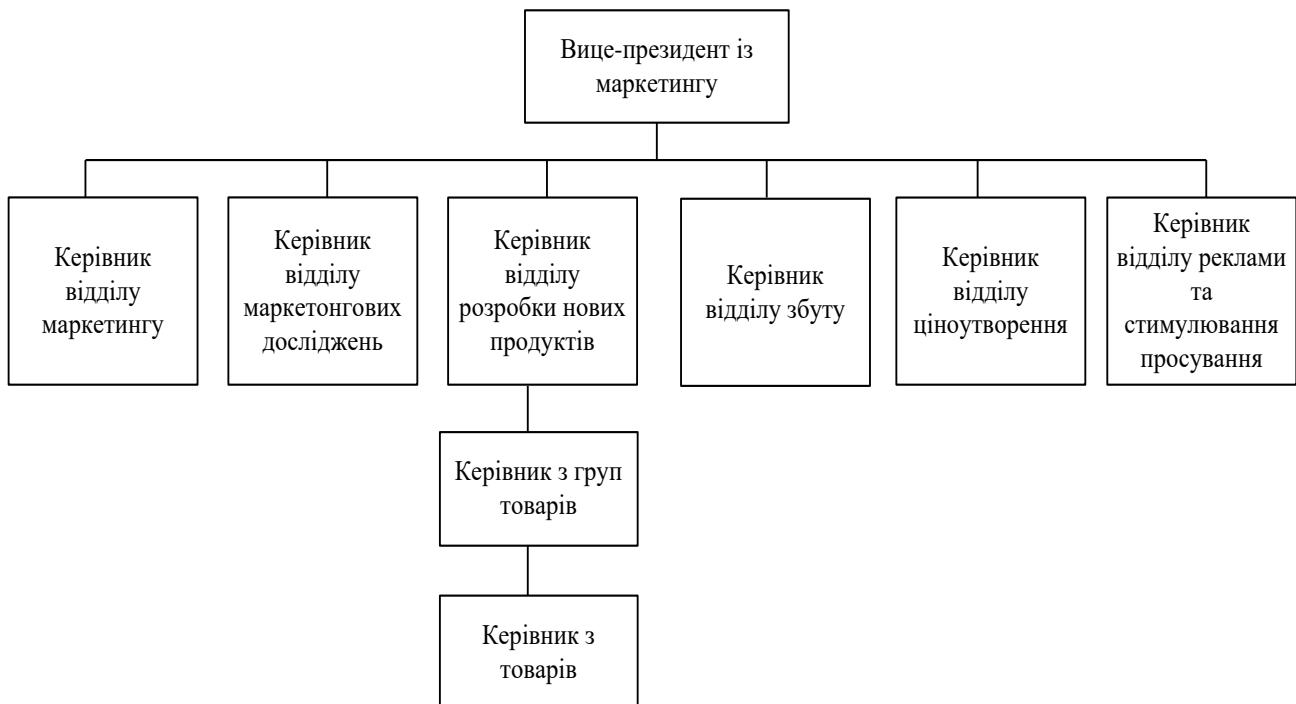 Вице-президент із
маркетингу
Керівник
відділу
маркетингу
Керівник
відділу
маркетонгових
досліджень
Керівник
відділу
розробки нових
продуктів
Керівник
відділу збуту
Керівник
відділу
ціноутворення
Керівник
відділу реклами
та
стимулювання
просування
Керівник з груп
товарів
Керівник з
товарів